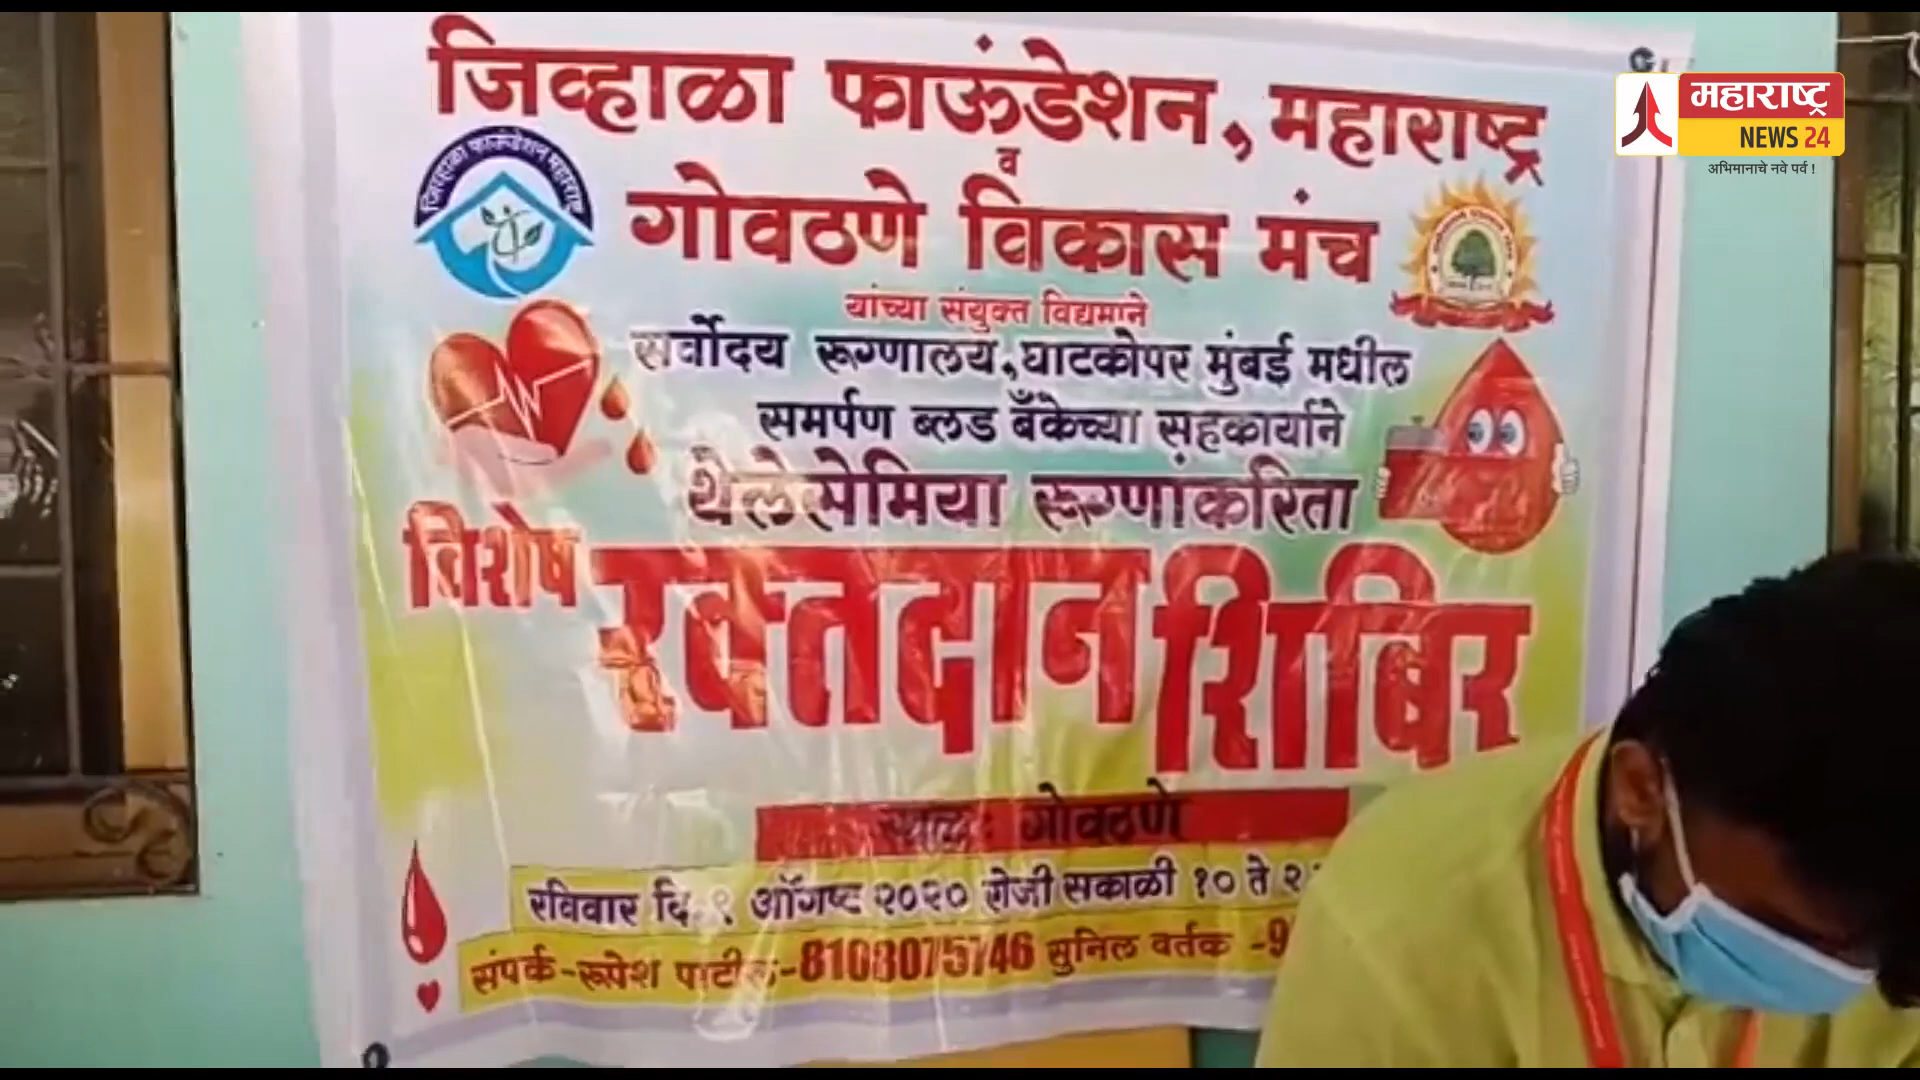 जिव्हाळा फाऊंडेशन, महाराष्ट्र
व
गोवठणे विकास मंच
यांच्या संयुक्त विद्यमाने
सर्वोदय रूग्णालय, घाटकोपर मुंबई मधील
समर्पण ब्लड बँकेच्या सहकार्याने
थॅलेसेमिया रूग्णांकरिता
विशेष रक्तदान शिबिर
स्थळ: गोवठणे
रविवार दि. ९ ऑगष्ट २०२० रोजी सकाळी १० ते २
संपर्क-रूपेश पाटील-8108075746 सुनिल वर्तक -9
जिव्हाळा फाऊंडेशन महाराष्ट्र
महाराष्ट्र
NEWS 24
अभिमानाचे नवे पर्व !